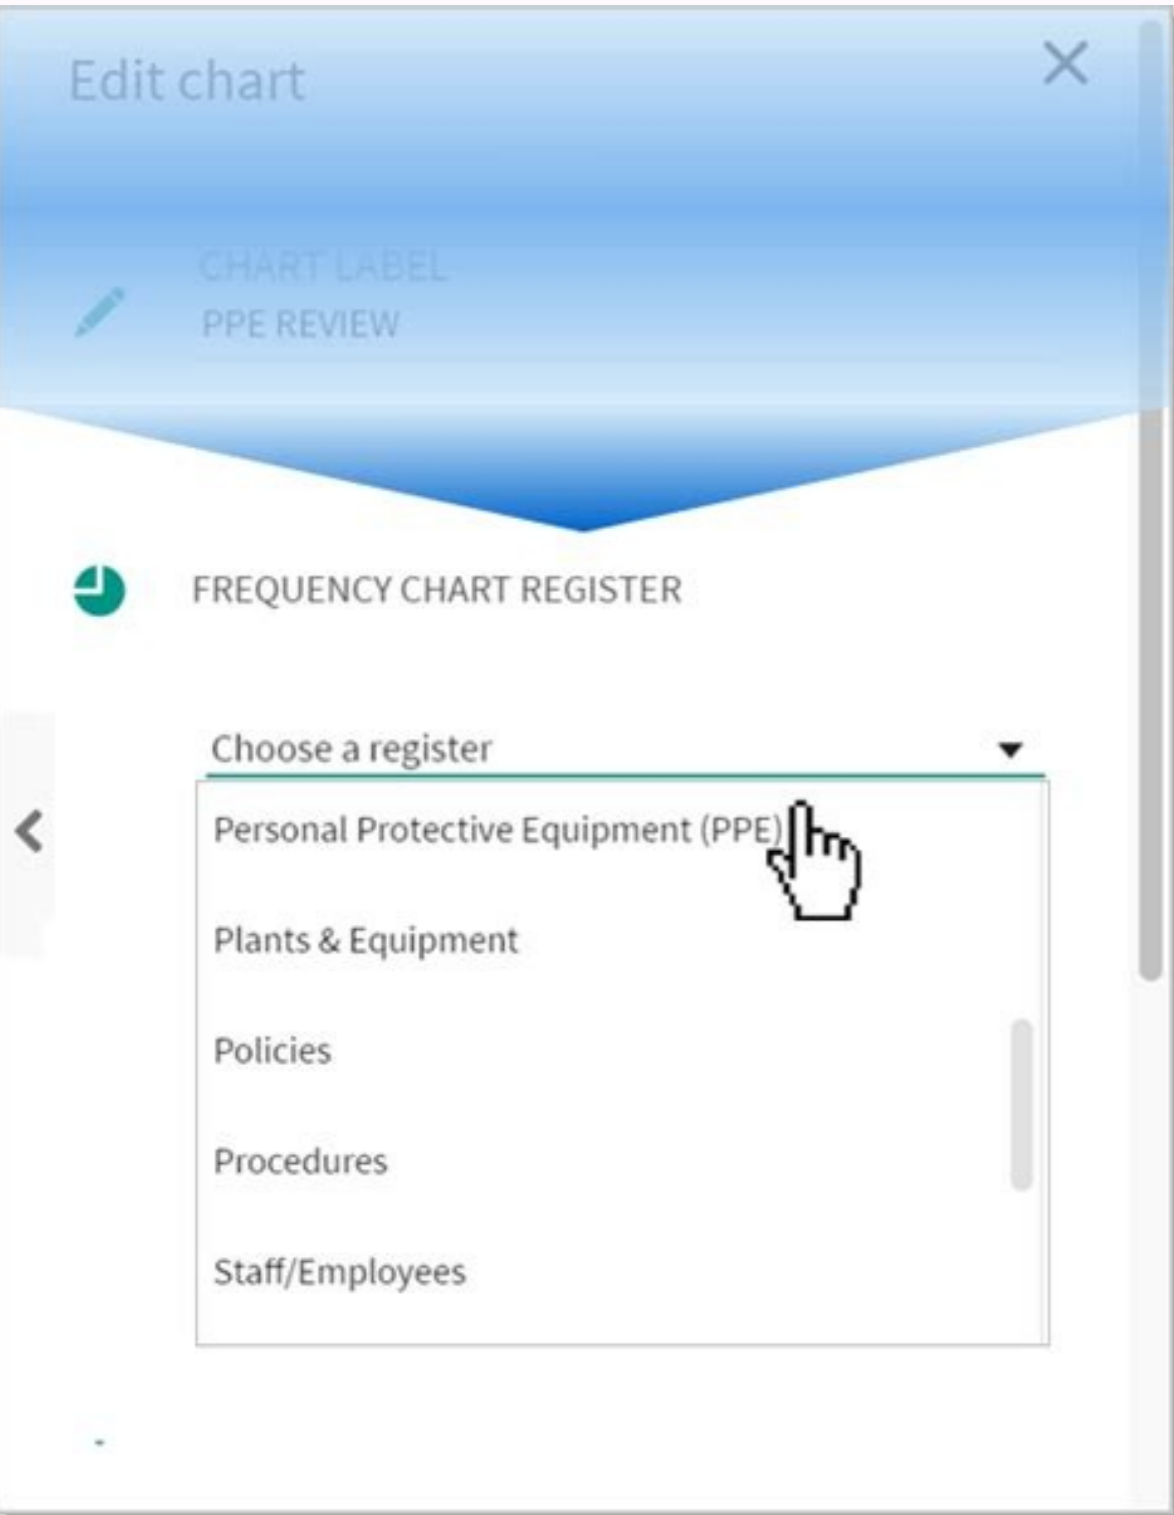 Edit chart
CHART LABEL
PPE REVIEW
FREQUENCY CHART REGISTER
Choose a register
Personal Protective Equipment (PPE)
Plants & Equipment
Policies
Procedures
Staff/Employees